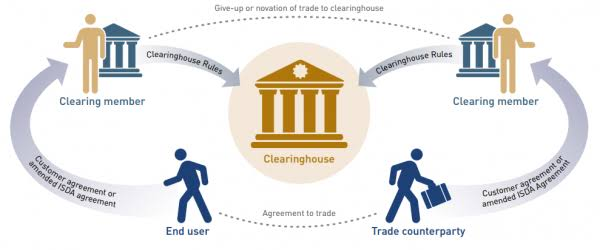 Give-up or novation of trade to clearinghouse
Clearinghouse Rules
Clearinghouse Rules
Clearing member
Clearing member
Clearinghouse
Customer agreement or
amended ISDA agreement
Customer agreement or
amended ISDA Agreement
End user
Agreement to trade
Trade counterparty